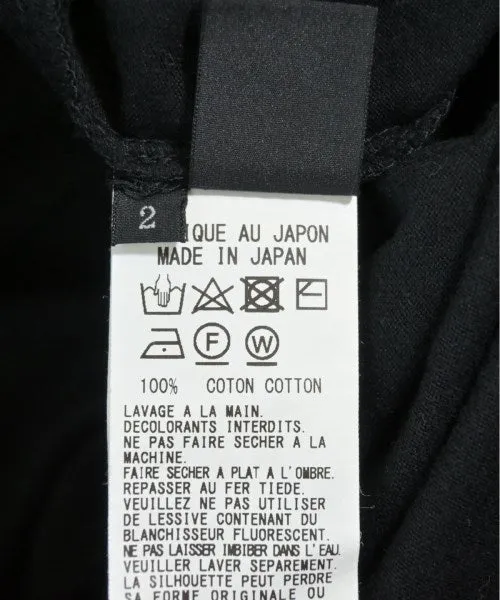 2
IQUE AU JAPON
MADE IN JAPAN
F
W
100% COTON COTTON
LAVAGE A LA MAIN.
DECOLORANTS INTERDITS.
NE PAS FAIRE SECHER A LA
MACHINE.
FAIRE SECHER A PLAT A L'OMBRE.
REPASSER AU FER TIEDE.
VEUILLEZ NE PAS UTILISER
DE LESSIVE CONTENANT DU
BLANCHISSEUR FLUORESCENT.
NE PAS LAISSER IMBIBER DANS L'EAU.
VEUILLER LAVER SEPAREMENT.
LA SILHOUETTE PEUT PERDRE
SA FORME ORIGINALE OU